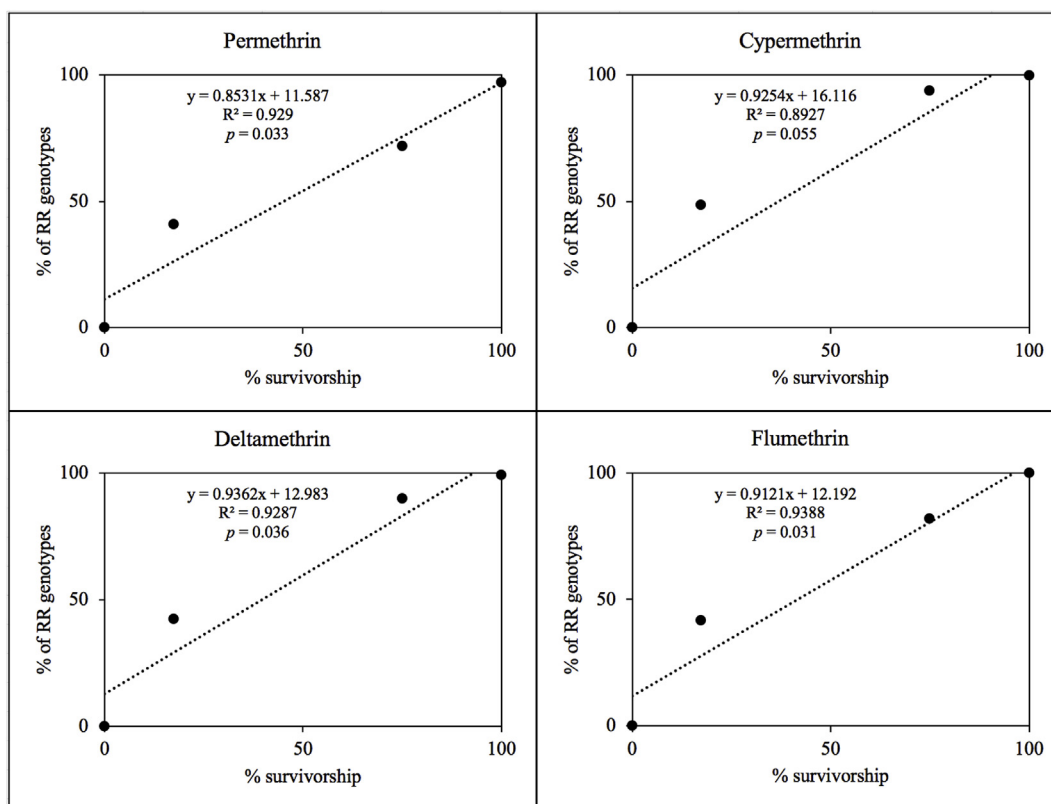 Permethrin
y = 0.8531x + 11.587
R² = 0.929
p = 0.033
% of RR genotypes
100
50
0
0 50 100
% survivorship
Cypermethrin
y = 0.9254x + 16.116
R² = 0.8927
p = 0.055
% of RR genotypes
100
50
0
0 50 100
% survivorship
Deltamethrin
y = 0.9362x + 12.983
R² = 0.9287
p = 0.036
% of RR genotypes
100
50
0
0 50 100
% survivorship
Flumethrin
y = 0.9121x + 12.192
R² = 0.9388
p = 0.031
% of RR genotypes
100
50
0
0 50 100
% survivorship